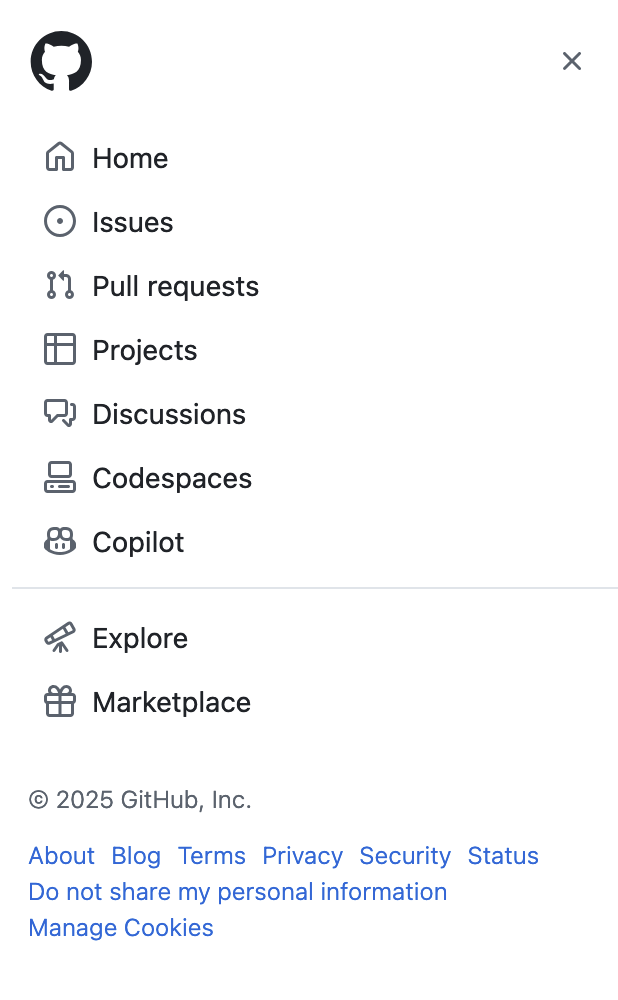 Home
Issues
Pull requests
Projects
Discussions
Codespaces
Copilot
Explore
Marketplace
© 2025 GitHub, Inc.
About Blog Terms Privacy Security Status
Do not share my personal information
Manage Cookies